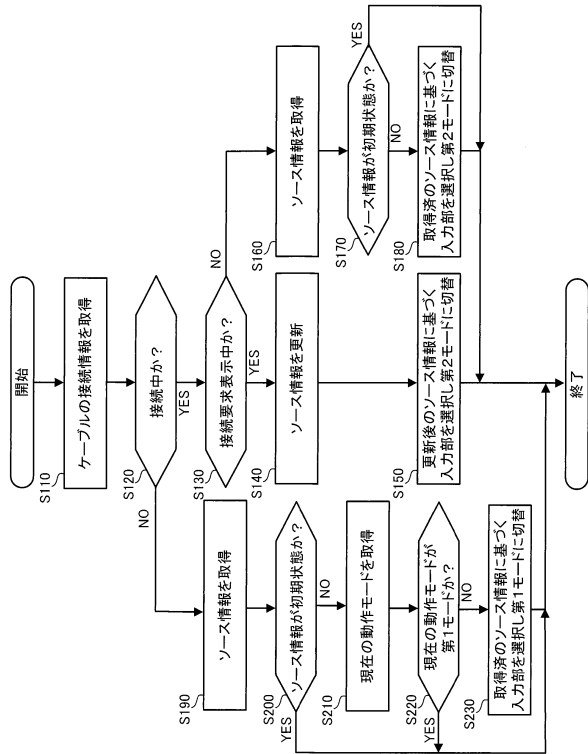 開始
S110
ケーブルの接続情報を取得
S120
接続中か?
NO
YES
S130
接続要求表示中か?
NO
YES
S140
ソース情報を更新
S150
更新後のソース情報に基づく
入力部を選択し第2モードに切替
S160
ソース情報を取得
S170
ソース情報が初期状態か?
YES
NO
S180
取得済のソース情報に基づく
入力部を選択し第2モードに切替
S190
ソース情報を取得
S200
ソース情報が初期状態か?
YES
NO
S210
現在の動作モードを取得
S220
現在の動作モードが
第1モードか?
YES
NO
S230
取得済のソース情報に基づく
入力部を選択し第1モードに切替
終了